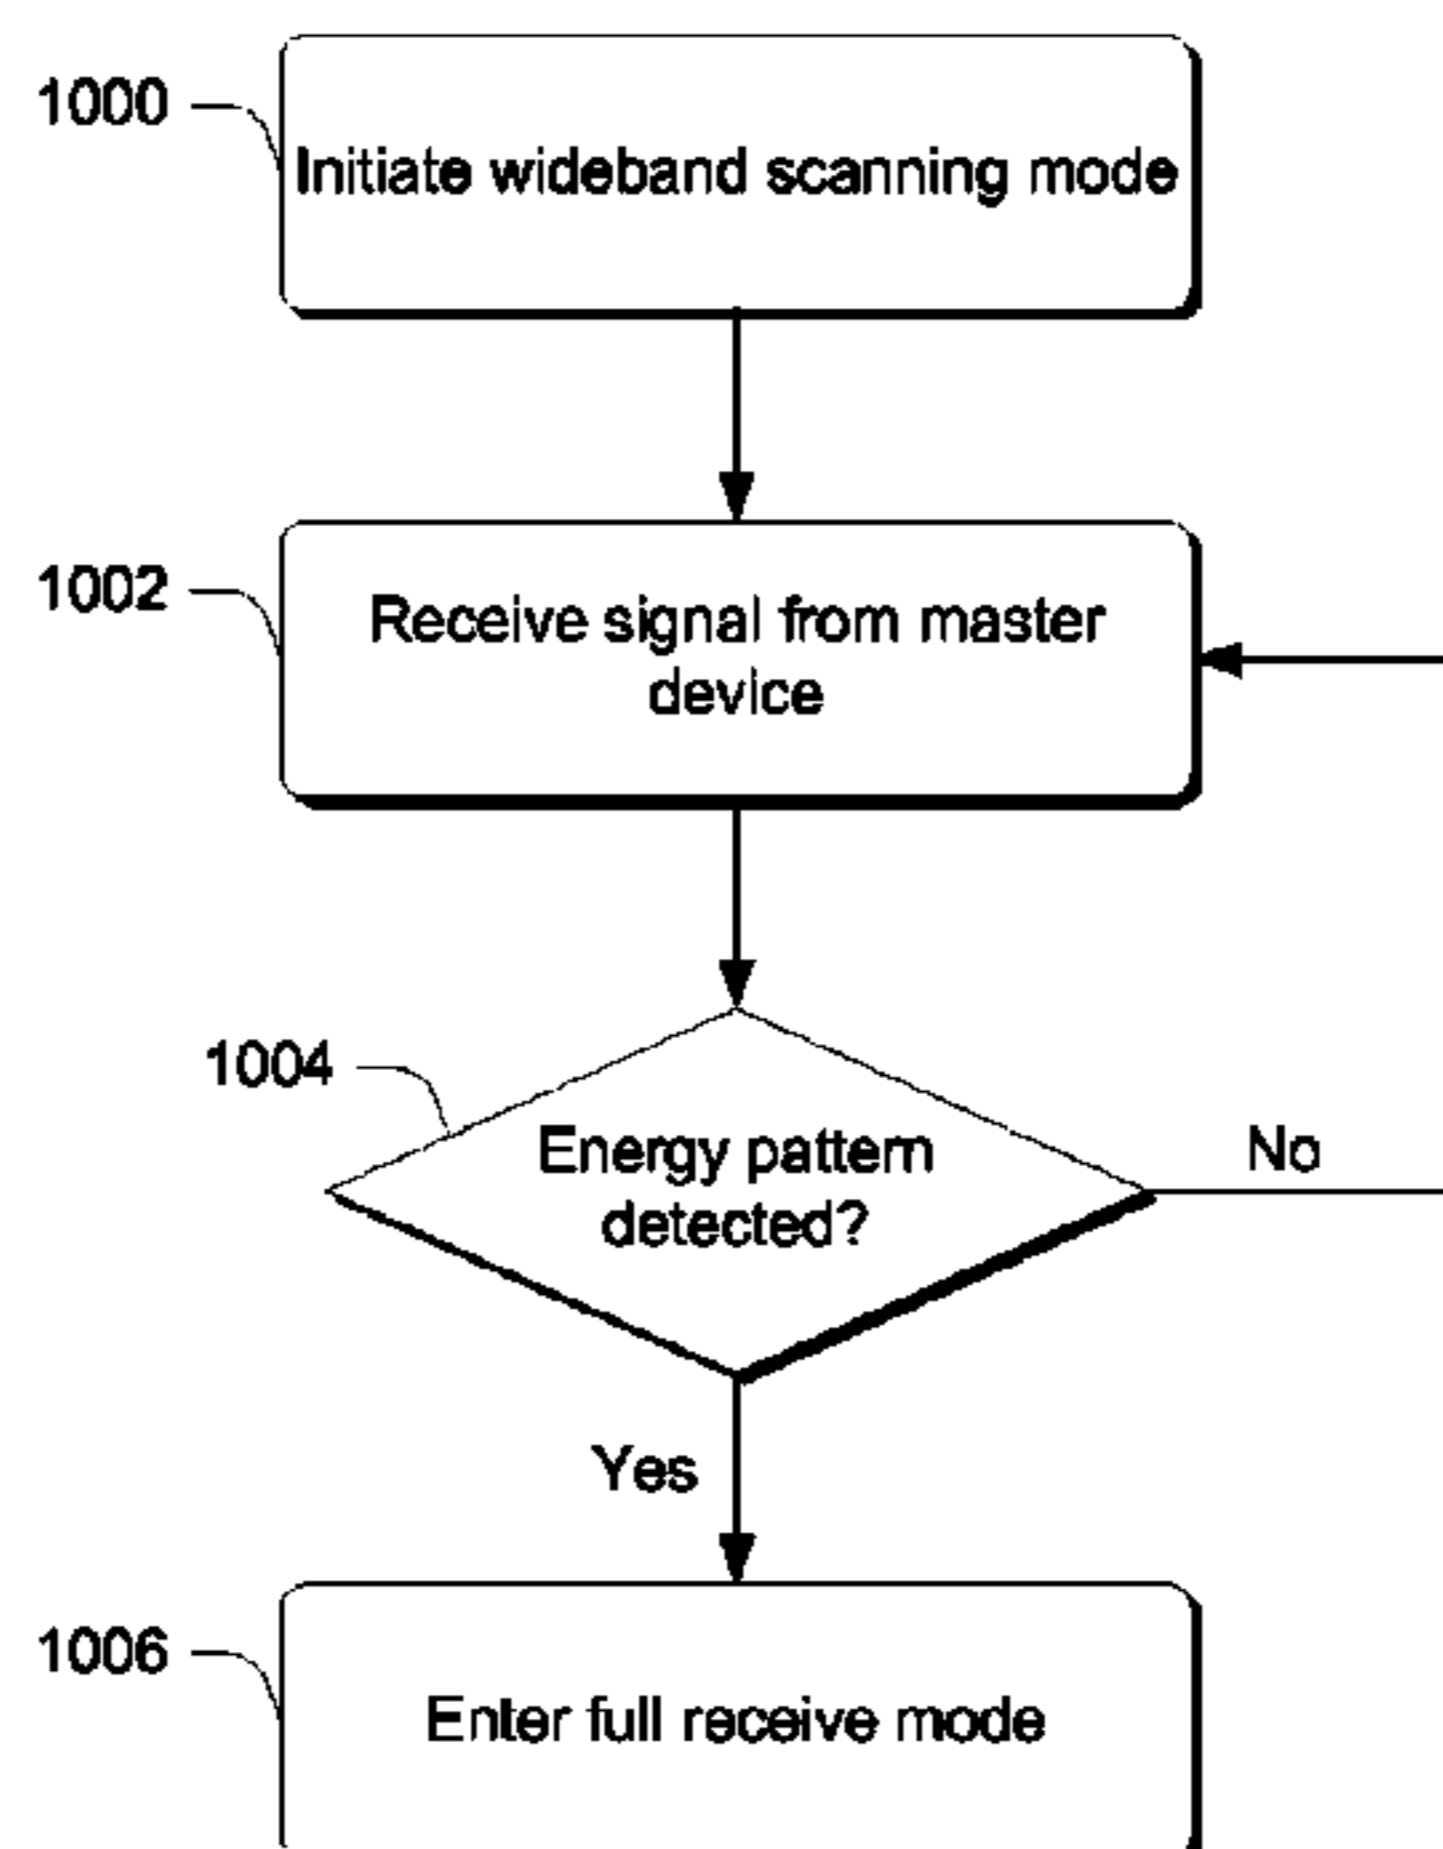 1000
Initiate wideband scanning mode
1002
Receive signal from master
device
1004
Energy pattern
detected?
No
Yes
1006
Enter full receive mode